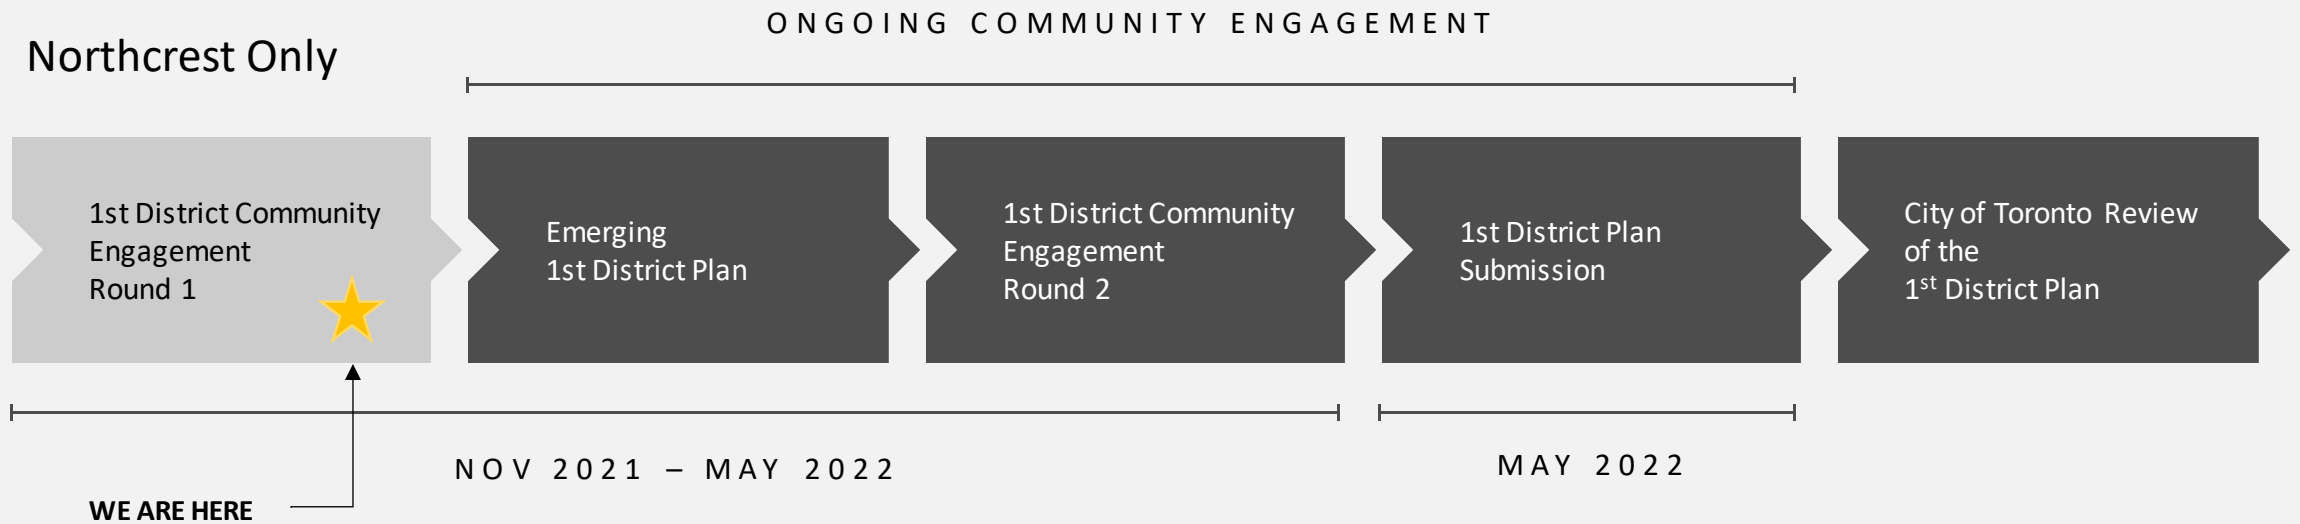 ONGOING COMMUNITY ENGAGEMENT
Northcrest Only
1st District Community
Engagement
Round 1
Emerging
1st District Plan
1st District Community
Engagement
Round 2
1st District Plan
Submission
City of Toronto Review
of the
1st District Plan
NOV 2021 – MAY 2022
MAY 2022
WE ARE HERE